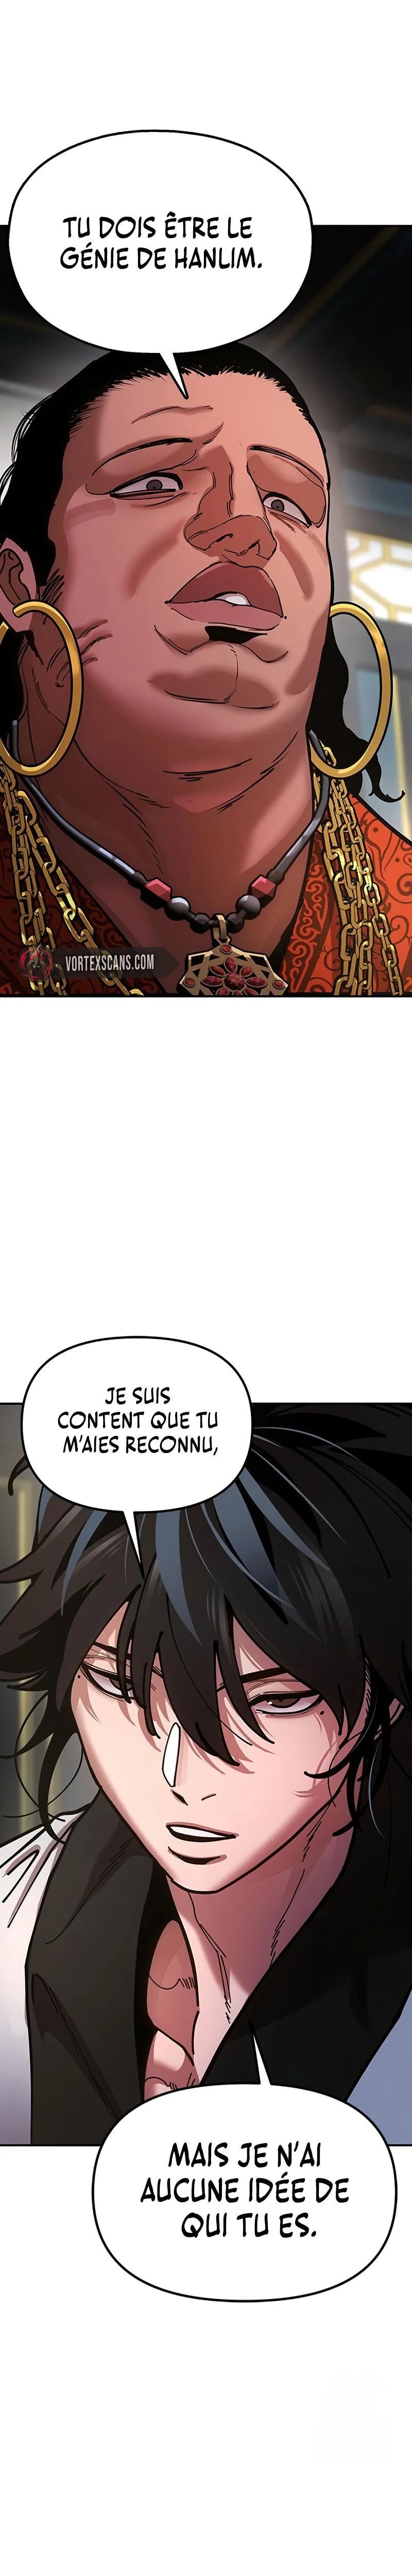 TU DOIS ÊTRE LE
GÉNIE DE HANLIM.
VORTEXSCANS.COM
JE SUIS
CONTENT QUE TU
M'AIES RECONNU,
MAIS JE N'AI
AUCUNE IDÉE DE
QUI TU ES.